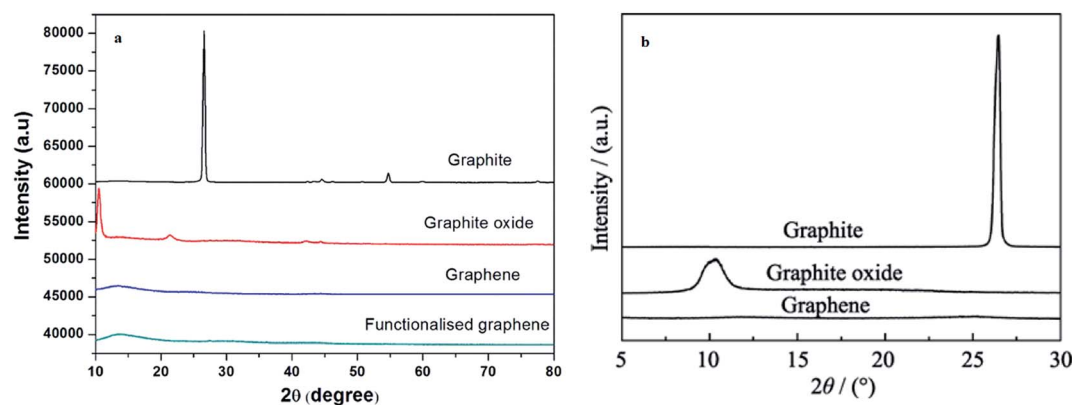 a
80000
75000
70000
65000
60000
55000
50000
45000
40000
Intensity (a.u)
Graphite
Graphite oxide
Graphene
Functionalised graphene
10 20 30 40 50 60 70 80
2θ (degree)
b
Intensity / (a.u.)
Graphite
Graphite oxide
Graphene
5 10 15 20 25 30
2θ / (°)